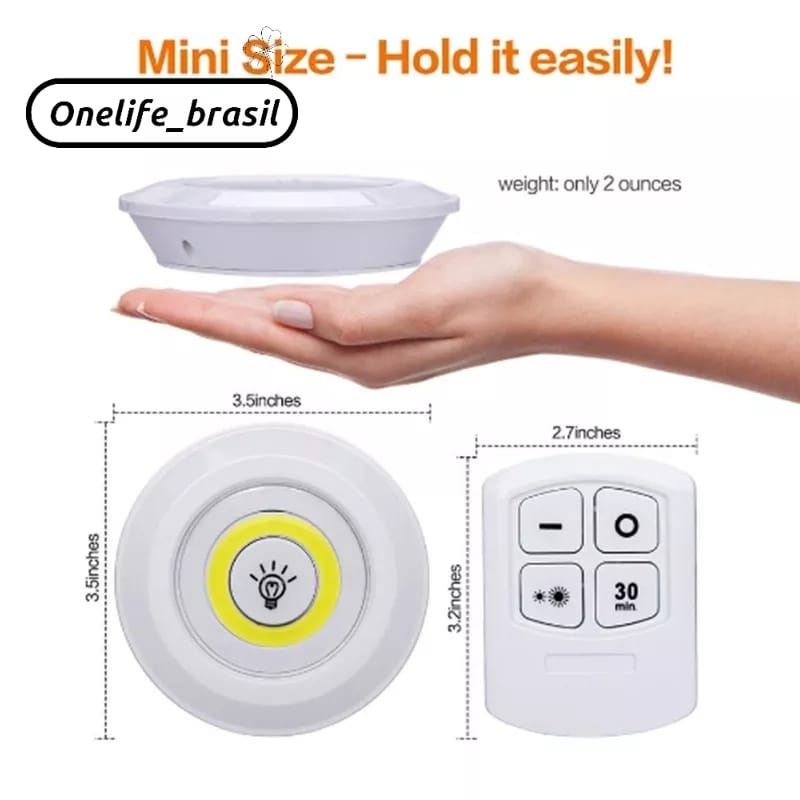 Mini Size - Hold it easily!
Onelife_brasil
weight: only 2 ounces
3.5inches
2.7inches
3.5inches
3.2inches
30
min.